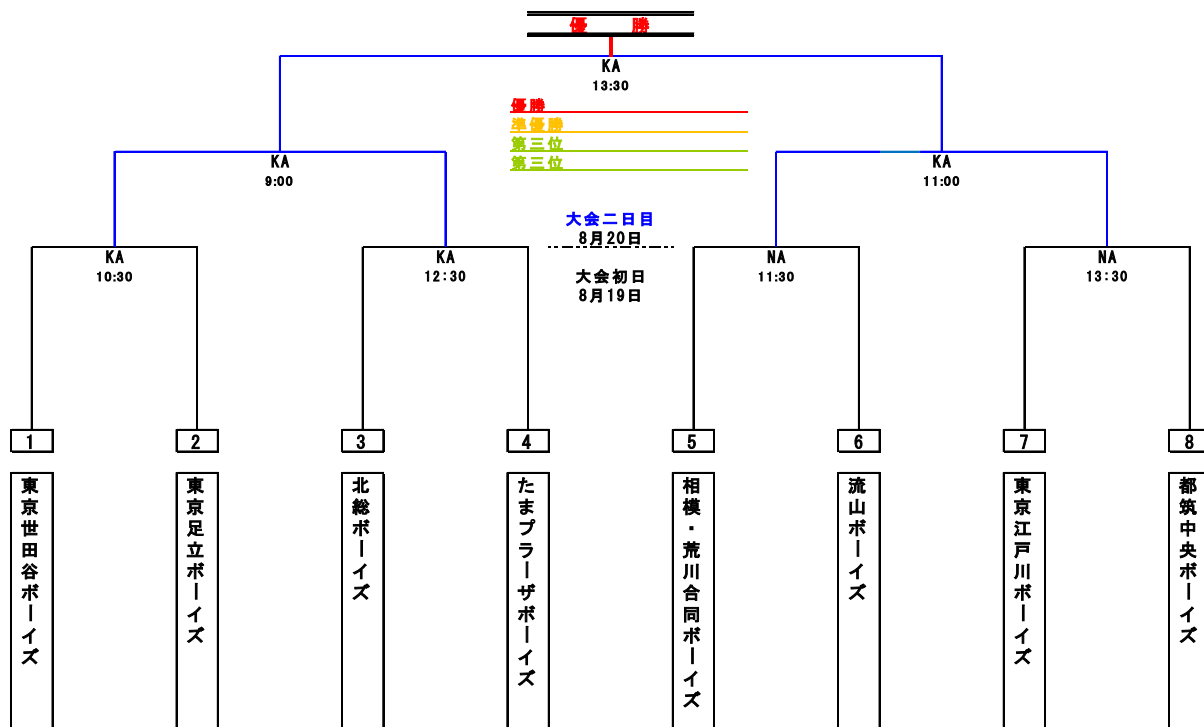 優　勝
KA
13:30
優勝
準優勝
第三位
第三位
KA
9:00
KA
11:00
大会二日目
8月20日
KA
10:30
KA
12:30
大会初日
8月19日
NA
11:30
NA
13:30
1
2
3
4
5
6
7
8
東京世田谷ボーイズ
東京足立ボーイズ
北総ボーイズ
たまプラーザボーイズ
相模・荒川合同ボーイズ
流山ボーイズ
東京江戸川ボーイズ
都筑中央ボーイズ